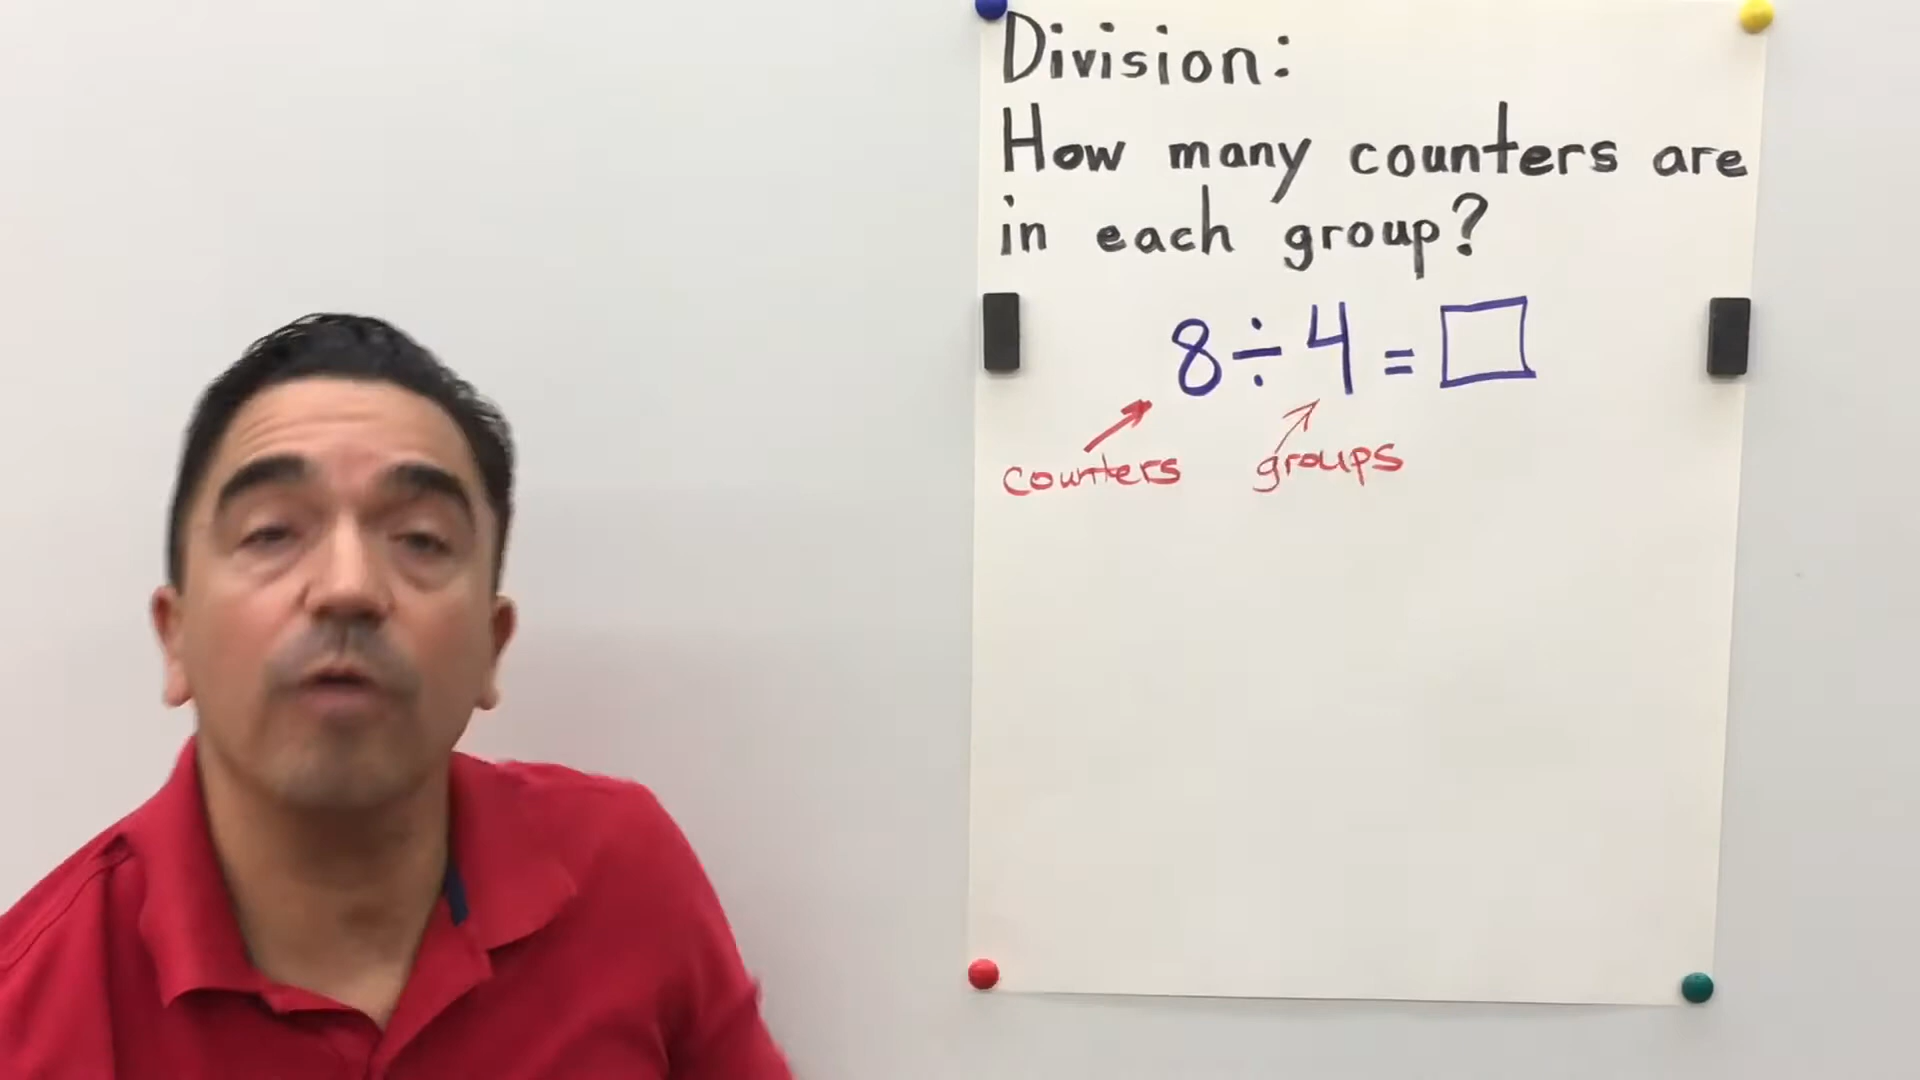 Division:
How many counters are
in each group?
8 ÷ 4 = □
counters groups